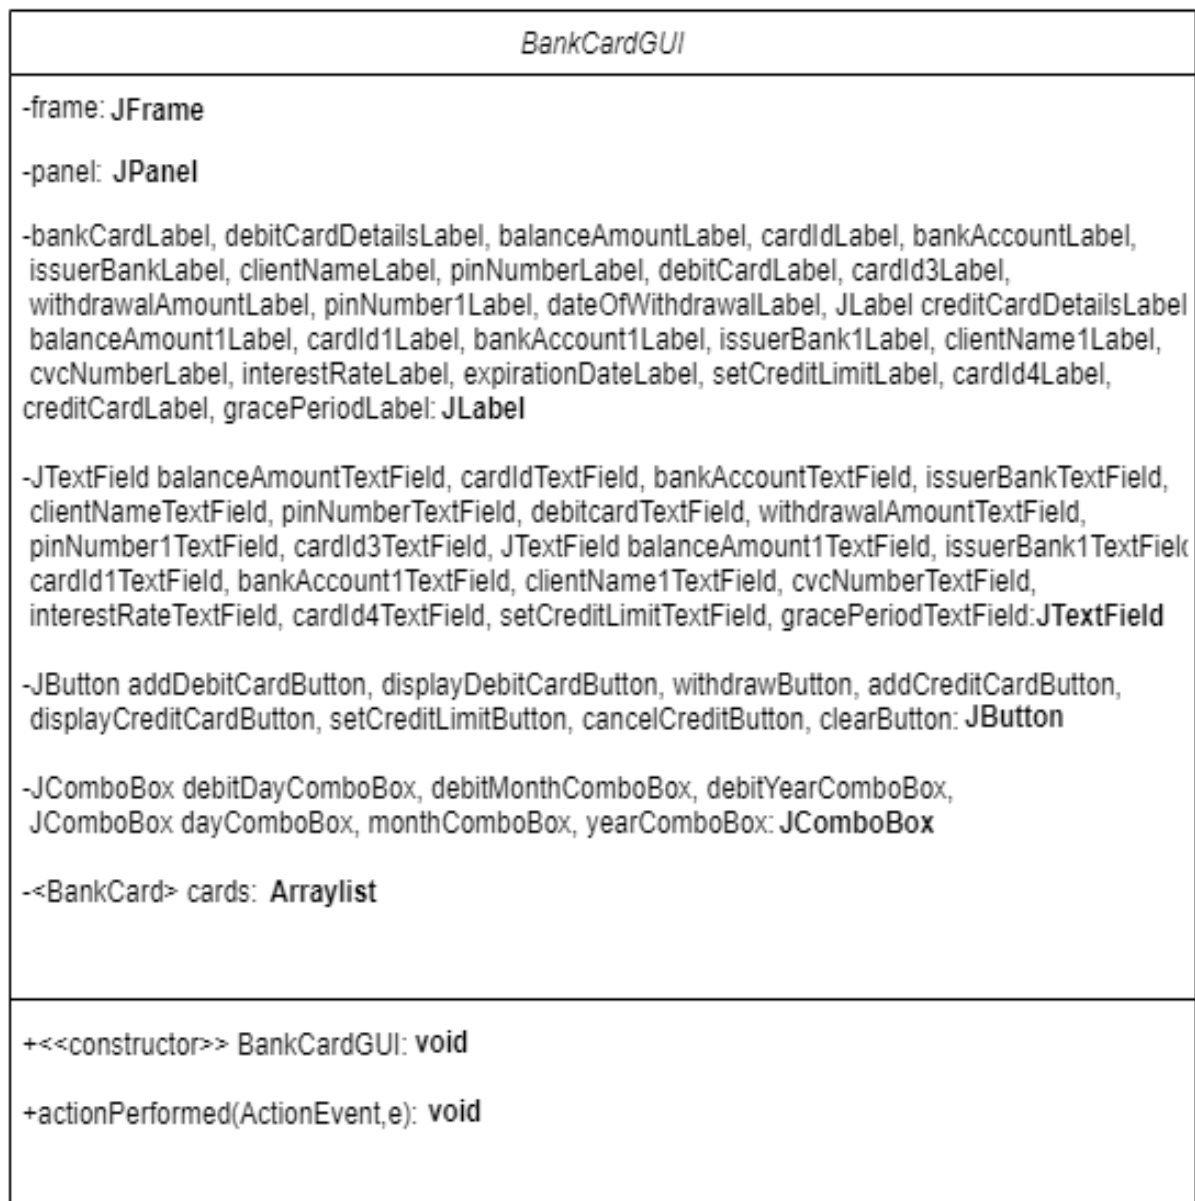 BankCardGUI
-frame: JFrame
-panel: JPanel
-bankCardLabel, debitCardDetailsLabel, balanceAmountLabel, cardIdLabel, bankAccountLabel,
issuerBankLabel, clientNameLabel, pinNumberLabel, debitCardLabel, cardId3Label,
withdrawalAmountLabel, pinNumber1Label, dateOfWithdrawalLabel, JLabel creditCardDetailsLabel
balanceAmount1Label, cardId1Label, bankAccount1Label, issuerBank1Label, clientName1Label,
cvcNumberLabel, interestRateLabel, expirationDateLabel, setCreditLimitLabel, cardId4Label,
creditCardLabel, gracePeriodLabel: JLabel
-JTextField balanceAmountTextField, cardIdTextField, bankAccountTextField, issuerBankTextField,
clientNameTextField, pinNumberTextField, debitcardTextField, withdrawalAmountTextField,
pinNumber1TextField, cardId3TextField, JTextField balanceAmount1TextField, issuerBank1TextField
cardId1TextField, bankAccount1TextField, clientName1TextField, cvcNumberTextField,
interestRateTextField, cardId4TextField, setCreditLimitTextField, gracePeriodTextField:JTextField
-JButton addDebitCardButton, displayDebitCardButton, withdrawButton, addCreditCardButton,
displayCreditCardButton, setCreditLimitButton, cancelCreditButton, clearButton: JButton
-JComboBox debitDayComboBox, debitMonthComboBox, debitYearComboBox,
JComboBox dayComboBox, monthComboBox, yearComboBox: JComboBox
-<BankCard> cards: Arraylist
+<<constructor>> BankCardGUI: void
+actionPerformed(ActionEvent,e): void